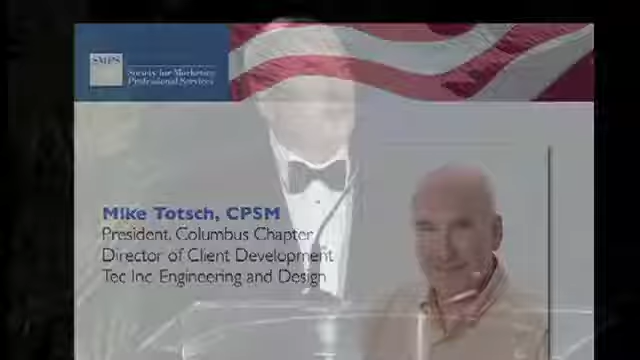 SMPS
Society for Marketing
Professional Services
Mike Totsch, CPSM
President, Columbus Chapter
Director of Client Development
Tec Inc Engineering and Design